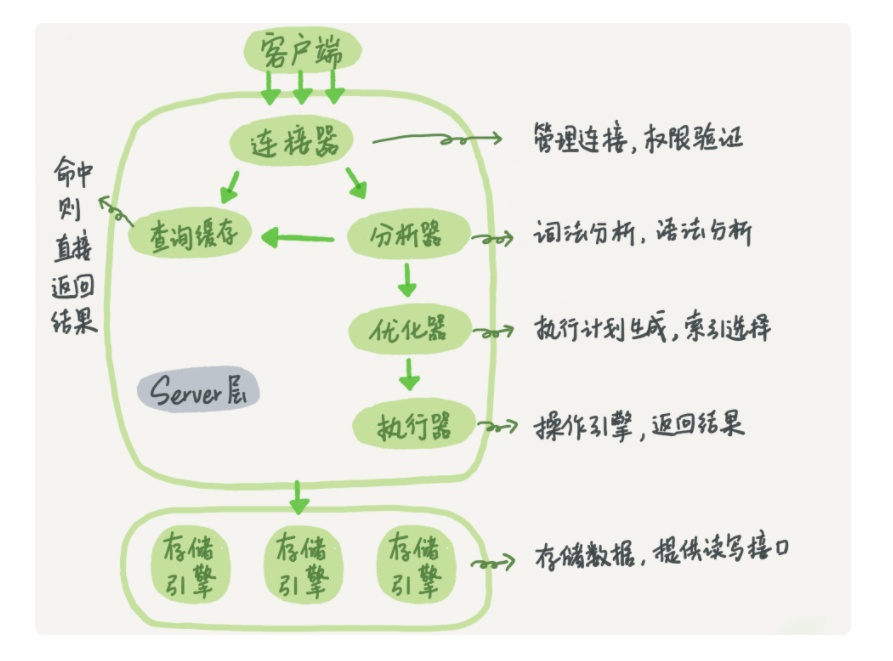 客户端
连接器
管理连接,权限验证
命中
则
直接
返回
结果
查询缓存
分析器
词法分析,语法分析
优化器
执行计划生成,索引选择
Server层
执行器
操作引擎,返回结果
存储
引擎
存储
引擎
存储
引擎
存储数据,提供读写接口